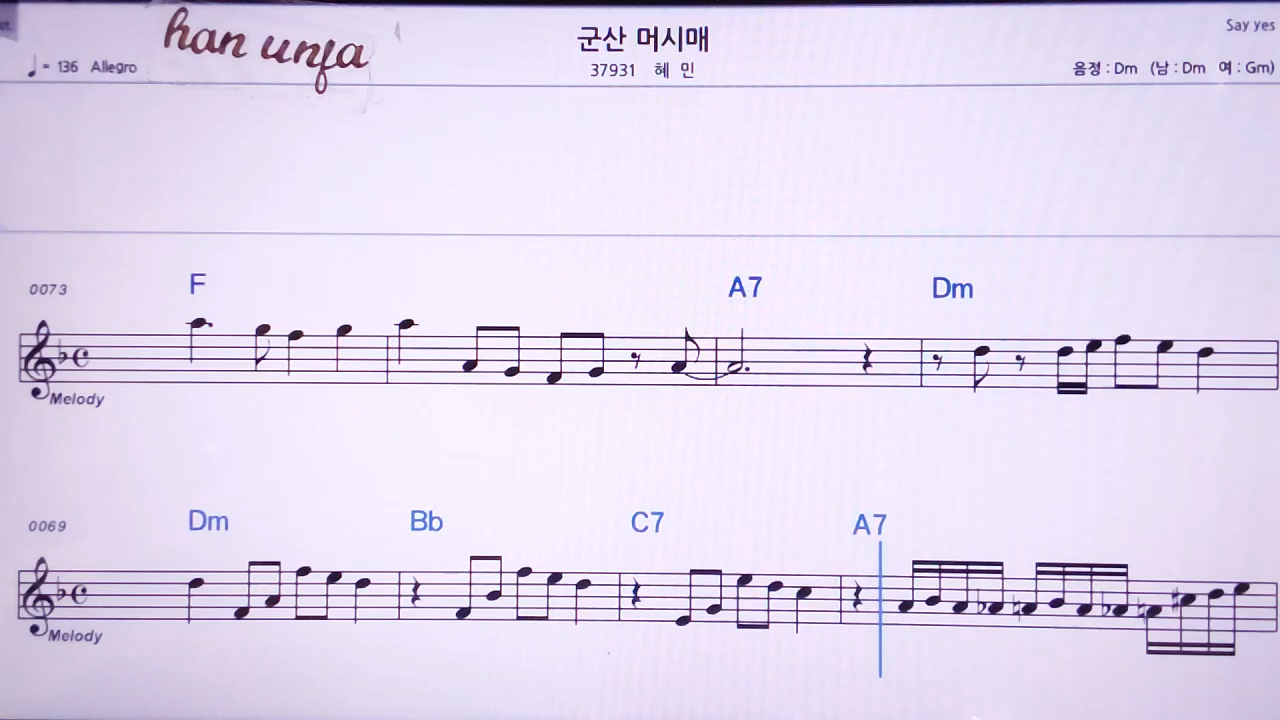 han unfa
군산 머시매
Say yes
♩= 136 Allegro
37931 혜 민
음정 : Dm (남 : Dm 여 : Gm)
0073
F A7 Dm
Melody
0069
Dm Bb C7 A7
Melody